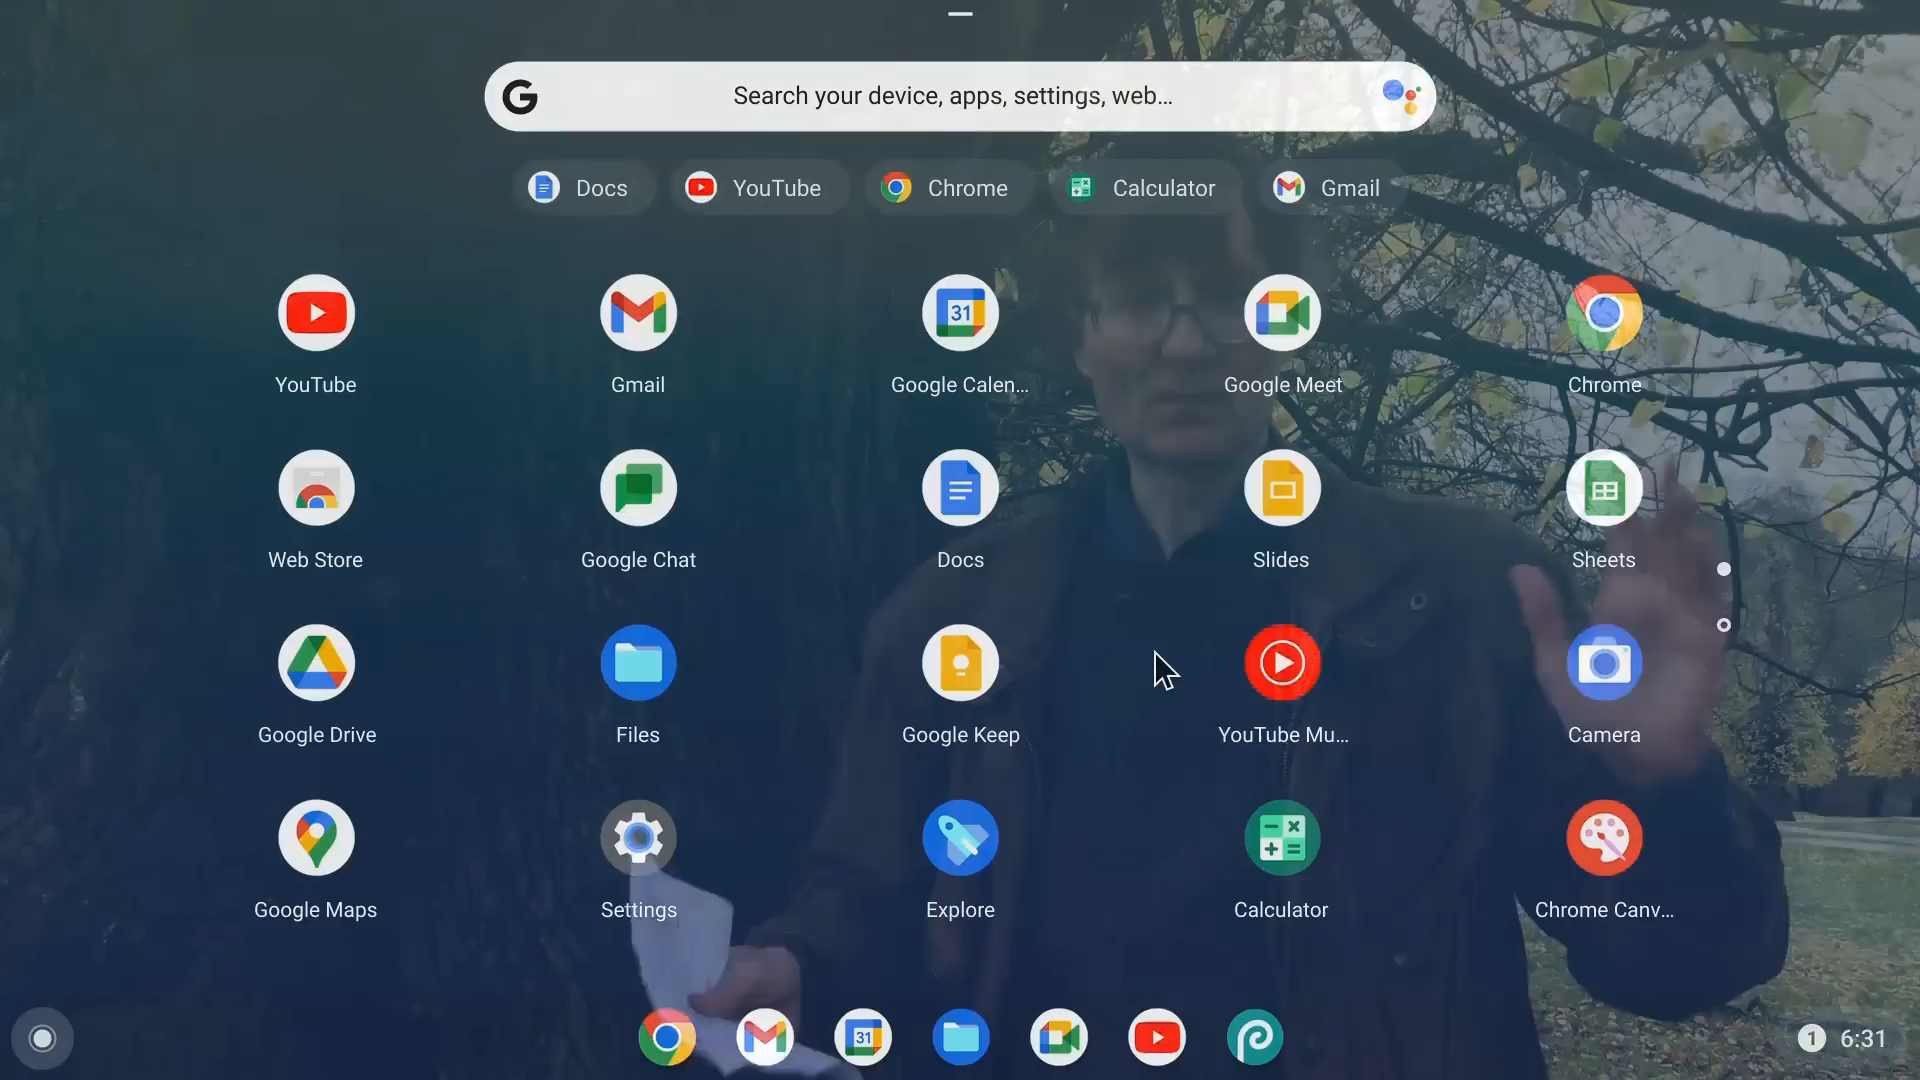 Search your device, apps, settings, web...
Docs YouTube Chrome Calculator Gmail
YouTube Gmail Google Calen... Google Meet Chrome
Web Store Google Chat Docs Slides Sheets
Google Drive Files Google Keep YouTube Mu... Camera
Google Maps Settings Explore Calculator Chrome Canv...
1 6:31